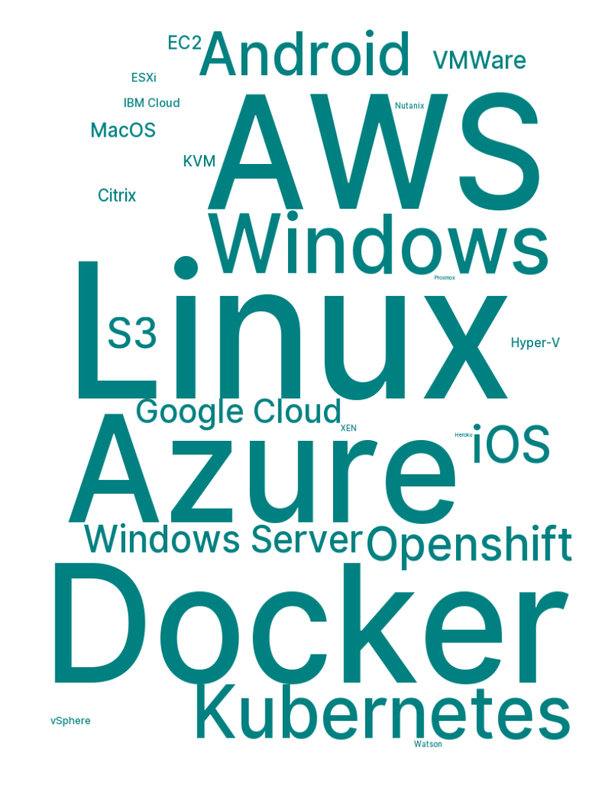 EC2
Android
VMWare
ESXi
IBM Cloud
Nutanix
MacOS
AWS
KVM
Citrix
Windows
Proxmox
Linux
S3
Hyper-V
Google Cloud
XEN
Heroku
iOS
Azure
Windows Server
Openshift
Docker
Kubernetes
vSphere
Watson